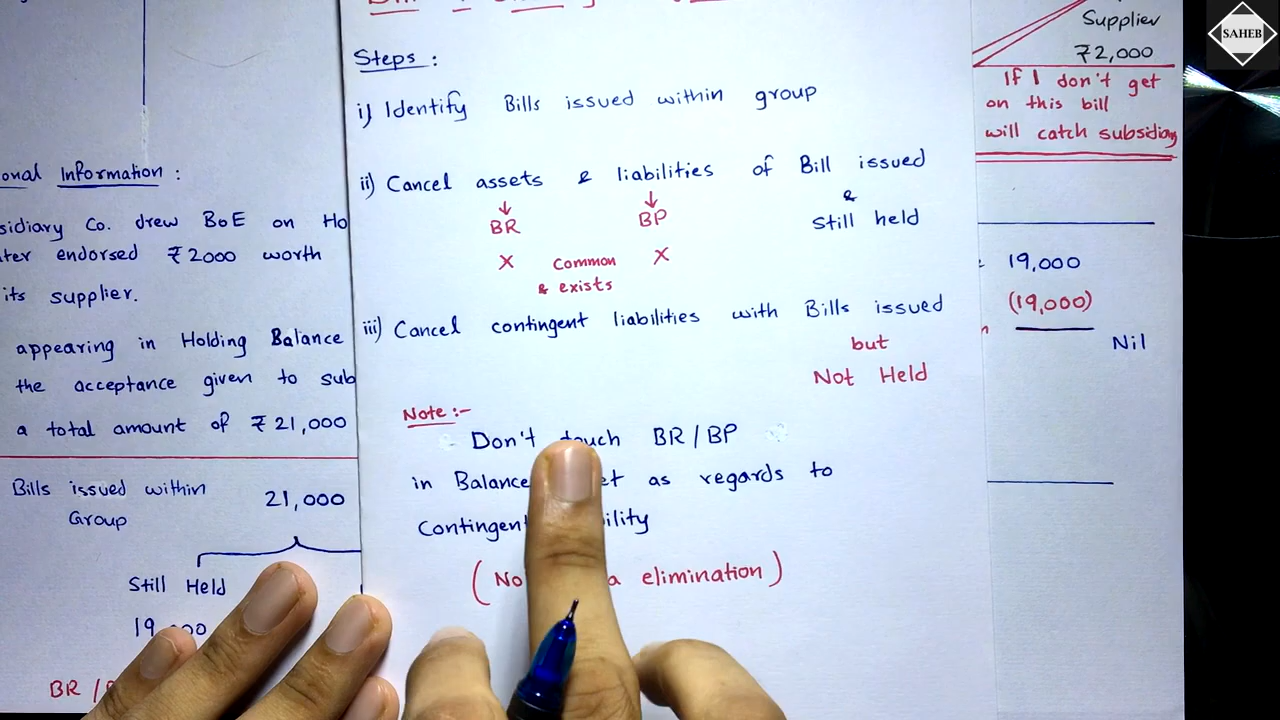 onal Information :
sidiary Co. drew BoE on Ho
ter endorsed ₹2000 worth
its supplier.
appearing in Holding Balance
the acceptance given to sub
a total amount of ₹21,000
Bills issued within
Group
21,000
Still Held
BR /
Steps :
i) Identify Bills issued within group
ii) Cancel assets & liabilities of Bill issued
&
Still held
BR
BP
X
Common
& exists
X
iii) Cancel contingent liabilities with Bills issued
but
Not Held
Note :-
Don't touch BR/BP
in Balance as regards to
Contingent
( a elimination)
Supplier
₹2,000
If I don't get
on this bill
will catch subsidiary
19,000
(19,000)
Nil
SAHEB